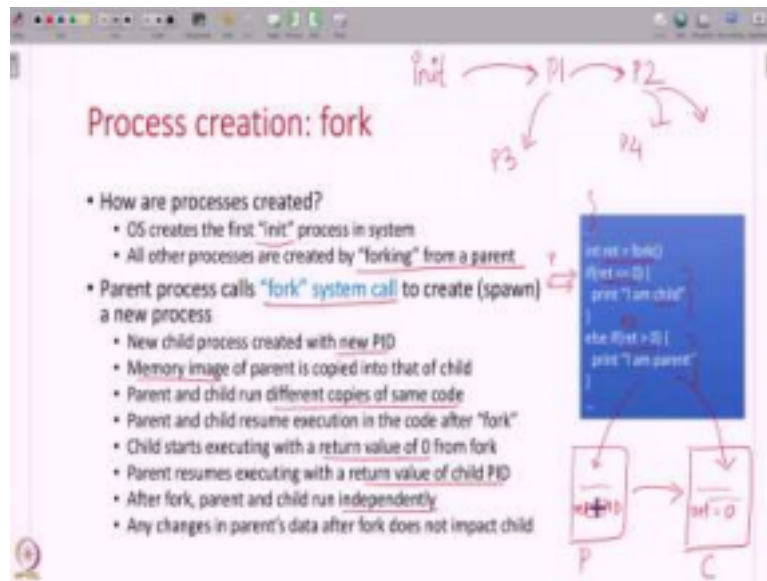 Init P1 P2
P3 P4
Process creation: fork
• How are processes created?
• OS creates the first "init" process in system
• All other processes are created by "forking" from a parent
• Parent process calls "fork" system call to create (spawn)
a new process
• New child process created with new PID
• Memory image of parent is copied into that of child
• Parent and child run different copies of same code
• Parent and child resume execution in the code after "fork"
• Child starts executing with a return value of 0 from fork
• Parent resumes executing with a return value of child PID
• After fork, parent and child run independently
• Any changes in parent's data after fork does not impact child
int ret = fork()
if(ret == 0) {
print "I am child"
}
else if(ret > 0) {
print "I am parent"
}
ret = 0
P C